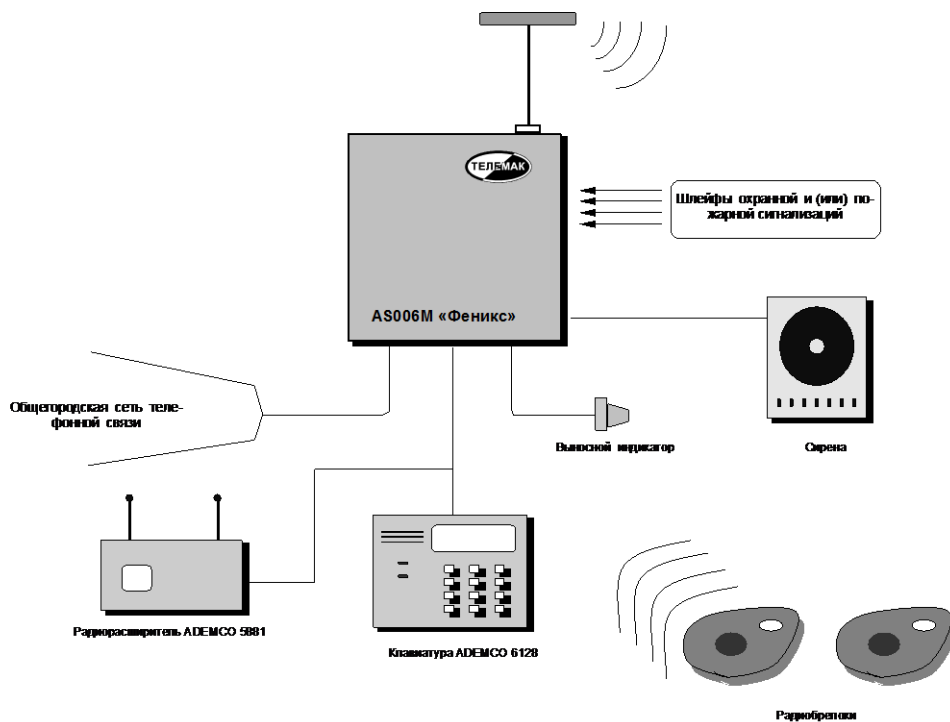 ТЕЛЕМАК
Шлейфы охранной и (или) по-
жарной сигнализаций
AS006M «Феникс»
Общегородская сеть теле-
фонной связи
Выносной индикатор
Сирена
Радиорасширитель ADEMCO 5881
Клавиатура ADEMCO 6128
Радиобрелоки